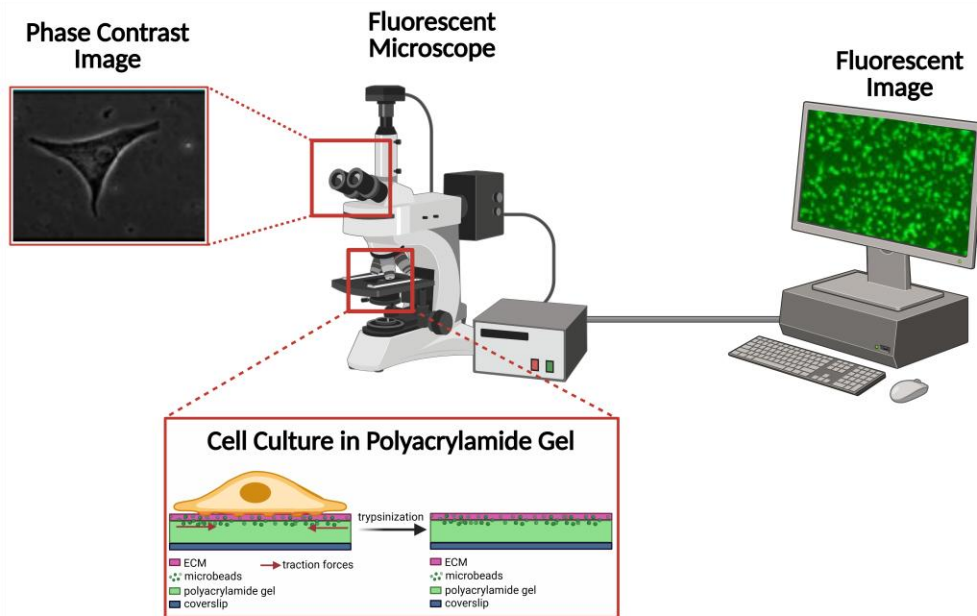 Phase Contrast
Image
Fluorescent
Microscope
Fluorescent
Image
Cell Culture in Polyacrylamide Gel
trypsinization
ECM
traction forces
microbeads
polyacrylamide gel
coverslip
ECM
microbeads
polyacrylamide gel
coverslip